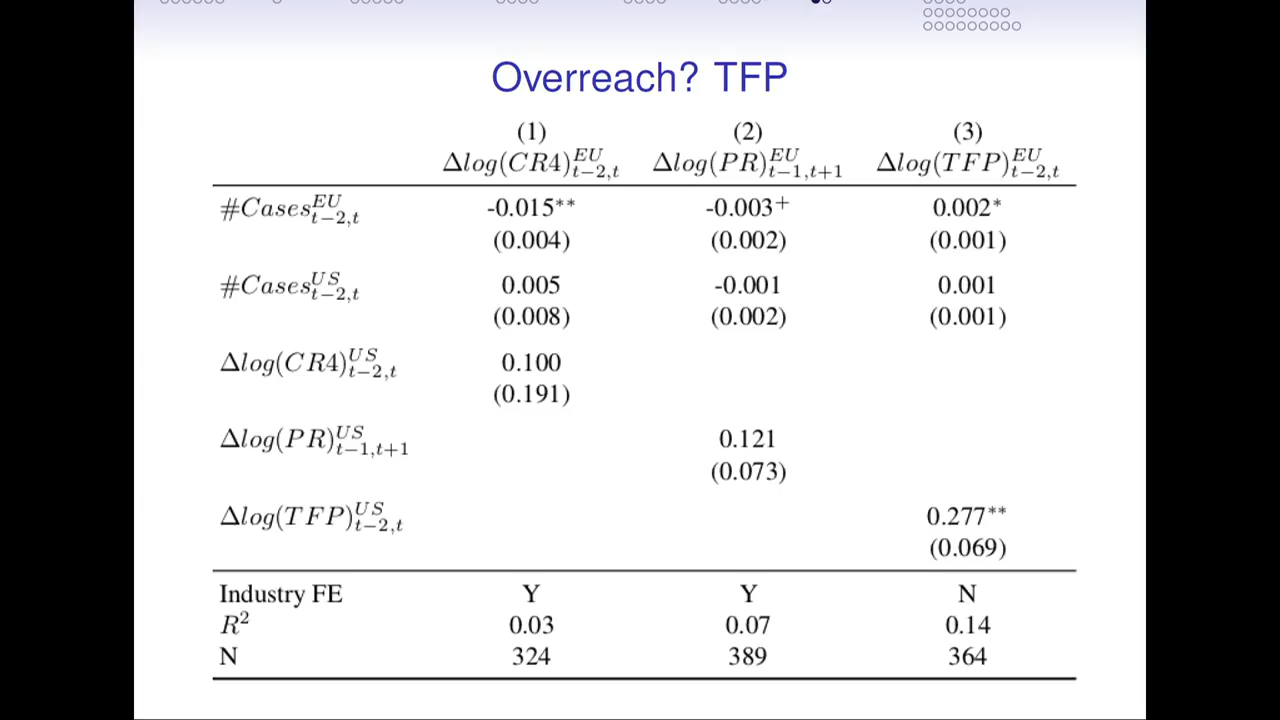 Overreach? TFP
(1) (2) (3)
Δlog(CR4)^{EU}_{t−2,t} Δlog(PR)^{EU}_{t−1,t+1} Δlog(TFP)^{EU}_{t−2,t}
#Cases^{EU}_{t−2,t} -0.015** -0.003+ 0.002*
(0.004) (0.002) (0.001)
#Cases^{US}_{t−2,t} 0.005 -0.001 0.001
(0.008) (0.002) (0.001)
Δlog(CR4)^{US}_{t−2,t} 0.100
(0.191)
Δlog(PR)^{US}_{t−1,t+1} 0.121
(0.073)
Δlog(TFP)^{US}_{t−2,t} 0.277**
(0.069)
Industry FE Y Y N
R² 0.03 0.07 0.14
N 324 389 364